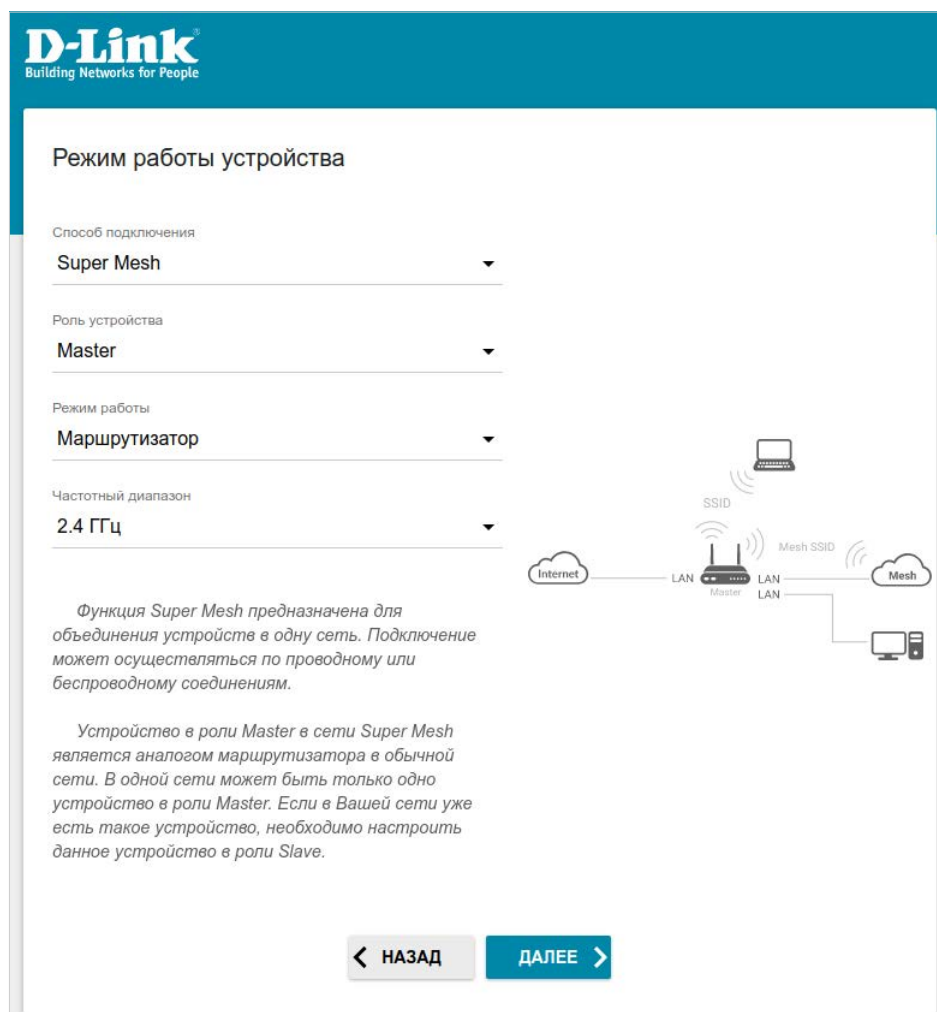 D-Link
Building Networks for People
Режим работы устройства
Способ подключения
Super Mesh
Роль устройства
Master
Режим работы
Маршрутизатор
Частотный диапазон
2.4 ГГц
SSID
Mesh SSID
Internet
LAN
LAN
Mesh
Master
LAN
Функция Super Mesh предназначена для
объединения устройств в одну сеть. Подключение
может осуществляться по проводному или
беспроводному соединениям.
Устройство в роли Master в сети Super Mesh
является аналогом маршрутизатора в обычной
сети. В одной сети может быть только одно
устройство в роли Master. Если в Вашей сети уже
есть такое устройство, необходимо настроить
данное устройство в роли Slave.
НАЗАД
ДАЛЕЕ